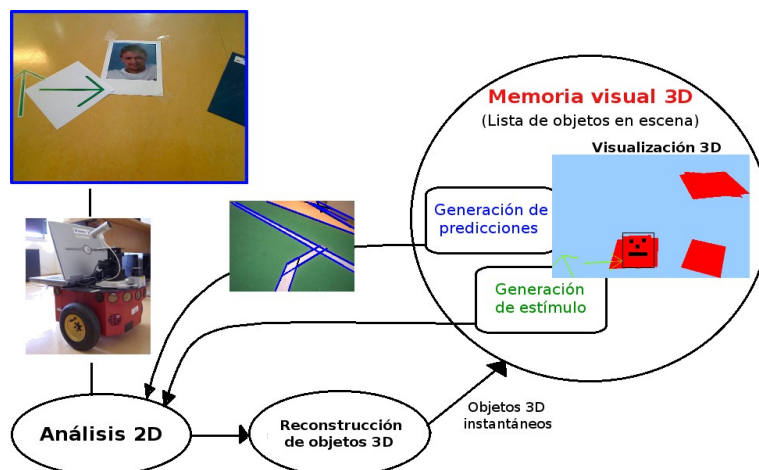 Memoria visual 3D
(Lista de objetos en escena)
Visualización 3D
Generación de
predicciones
Generación
de estímulo
Análisis 2D
Reconstrucción
de objetos 3D
Objetos 3D
instantáneos